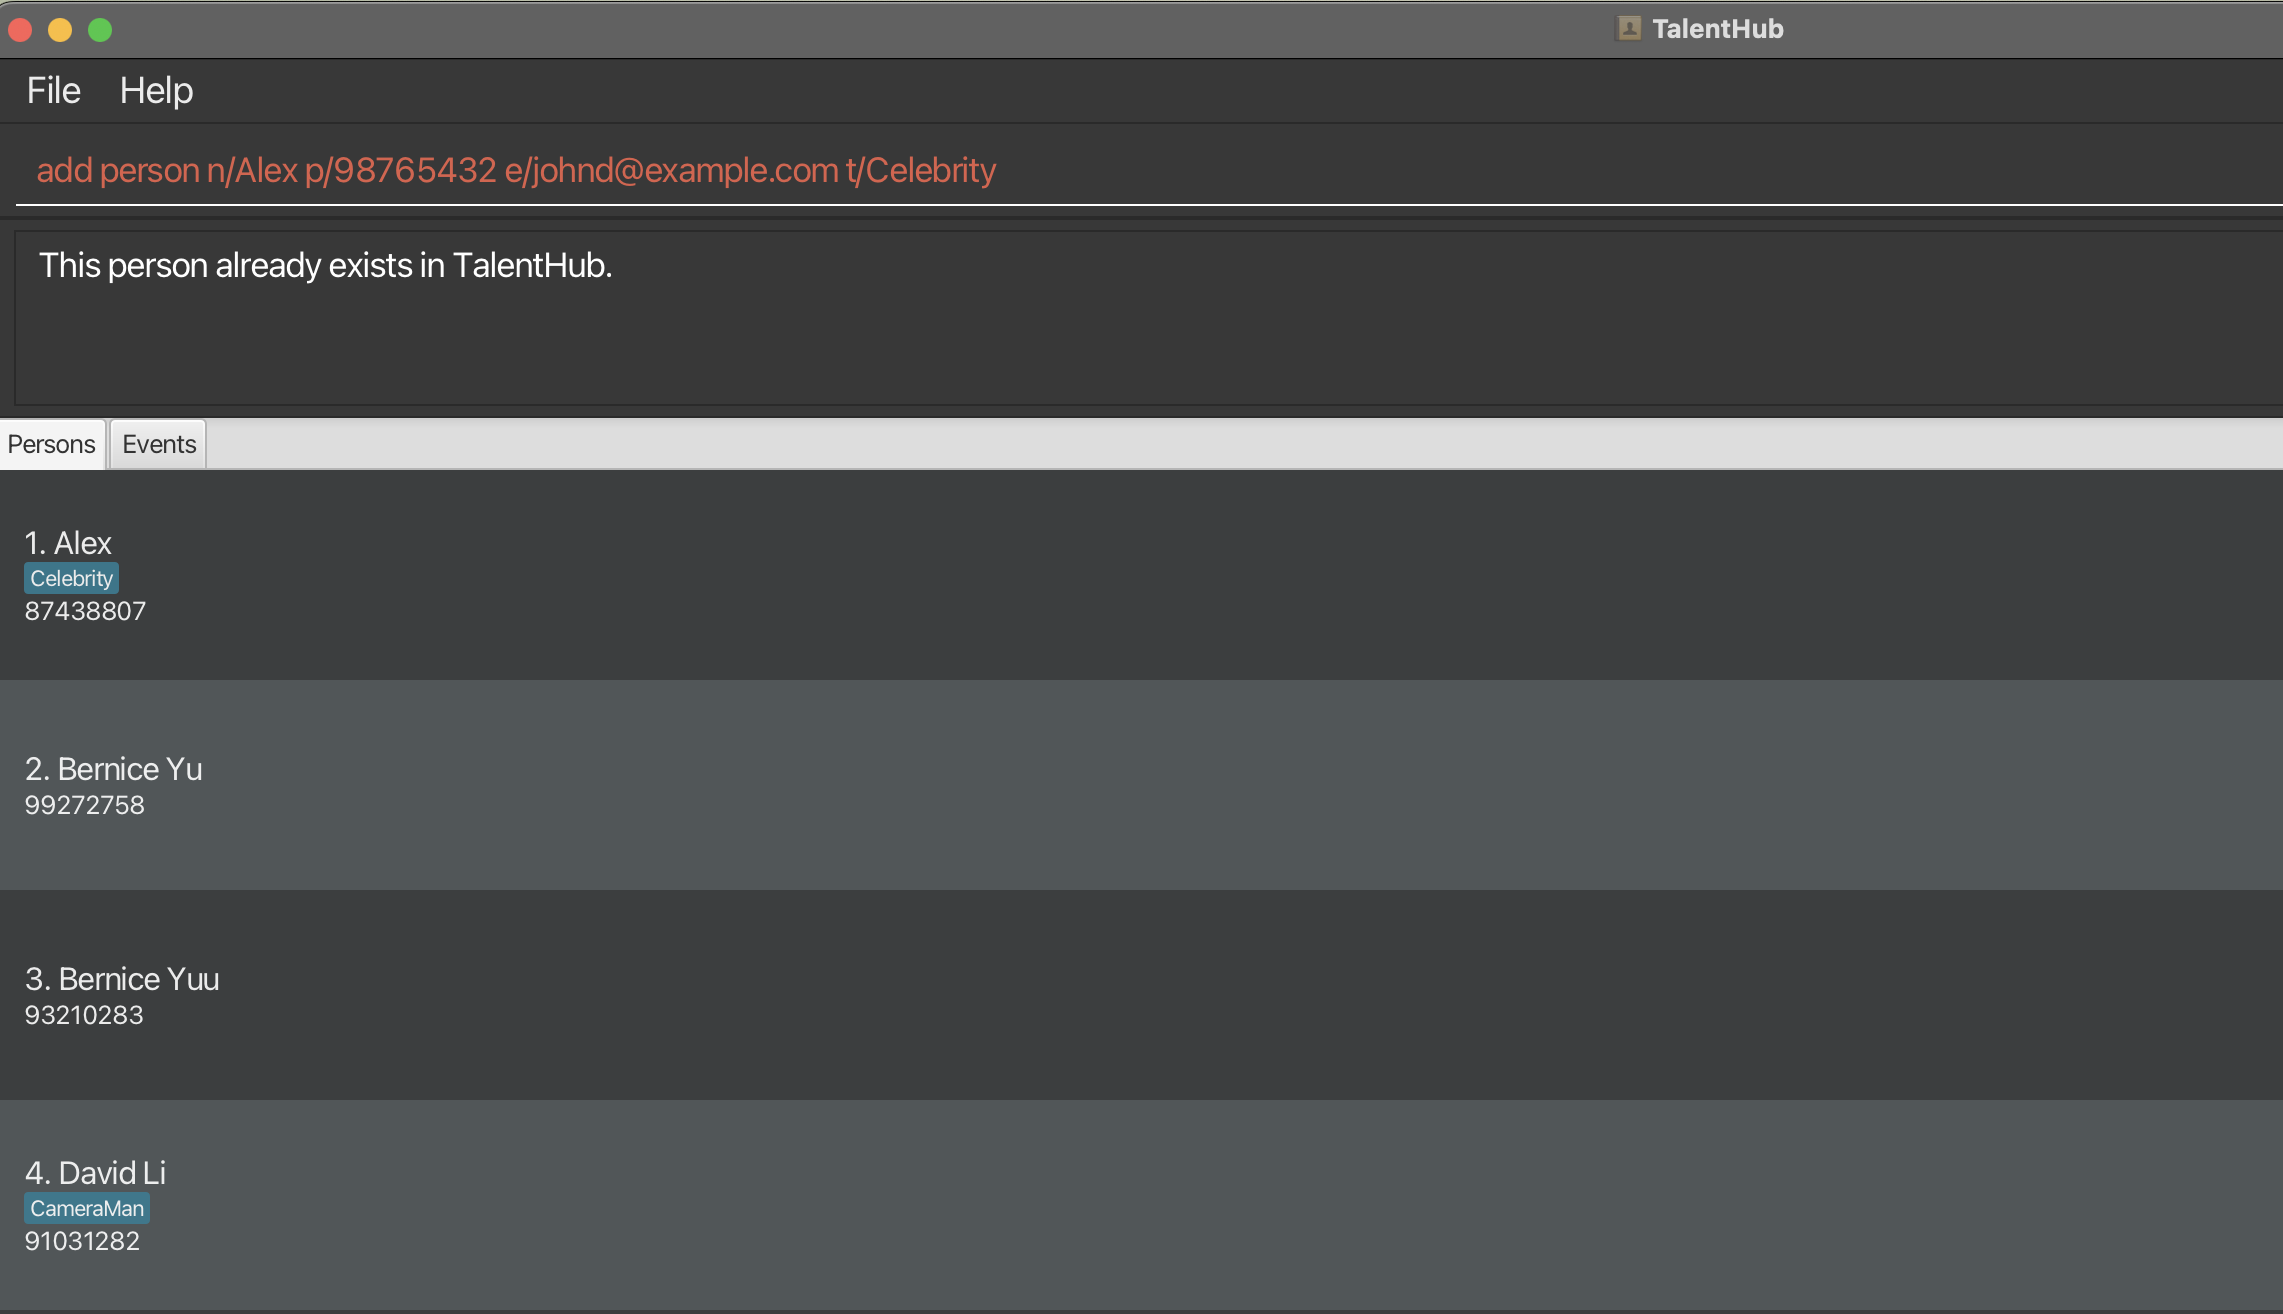 TalentHub
File Help
add person n/Alex p/98765432 e/johnd@example.com t/Celebrity
This person already exists in TalentHub.
Persons Events
1. Alex
Celebrity
87438807
2. Bernice Yu
99272758
3. Bernice Yuu
93210283
4. David Li
CameraMan
91031282